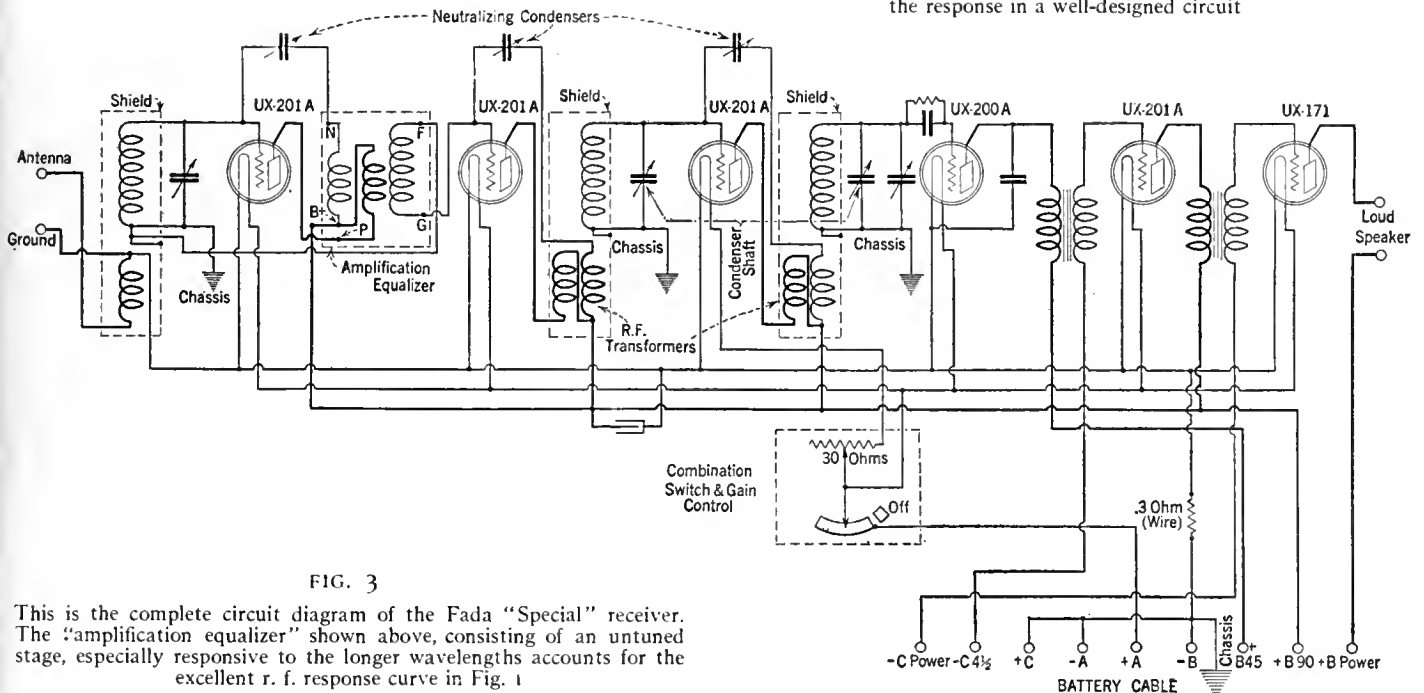 the response in a well-designed circuit
Neutralizing Condensers
Shield
UX-201A
UX-201A
Shield
UX-201A
Shield
UX-200A
UX-201A
UX-171
Antenna
Ground
N
F
B+
P
G
Chassis
Amplification
Equalizer
Chassis
R.F.
Transformers
Condenser
Shaft
Chassis
Loud
Speaker
30 Ohms
Combination
Switch & Gain
Control
Off
.3 Ohm
(Wire)
FIG. 3
This is the complete circuit diagram of the Fada "Special" receiver.
The "amplification equalizer" shown above, consisting of an untuned
stage, especially responsive to the longer wavelengths accounts for the
excellent r. f. response curve in Fig. 1
-C Power
-C 4½
+C
-A
+A
-B
Chassis
B45
+
+B 90
+B Power
BATTERY CABLE